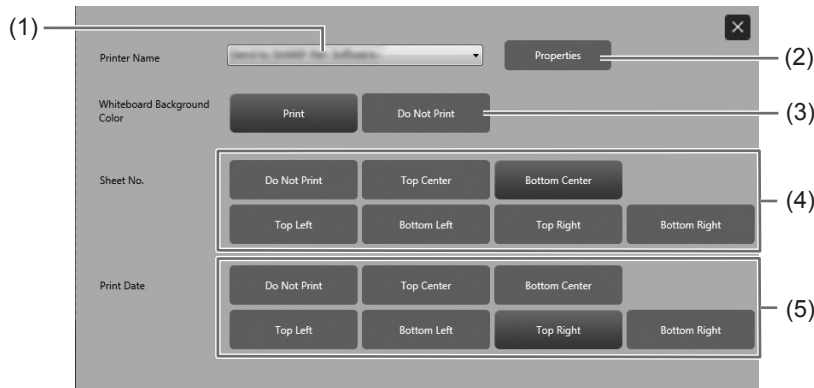 (1)
Printer Name
Properties
(2)
Whiteboard Background
Color
Print
Do Not Print
(3)
Sheet No.
Do Not Print
Top Center
Bottom Center
Top Left
Bottom Left
Top Right
Bottom Right
(4)
Print Date
Do Not Print
Top Center
Bottom Center
Top Left
Bottom Left
Top Right
Bottom Right
(5)